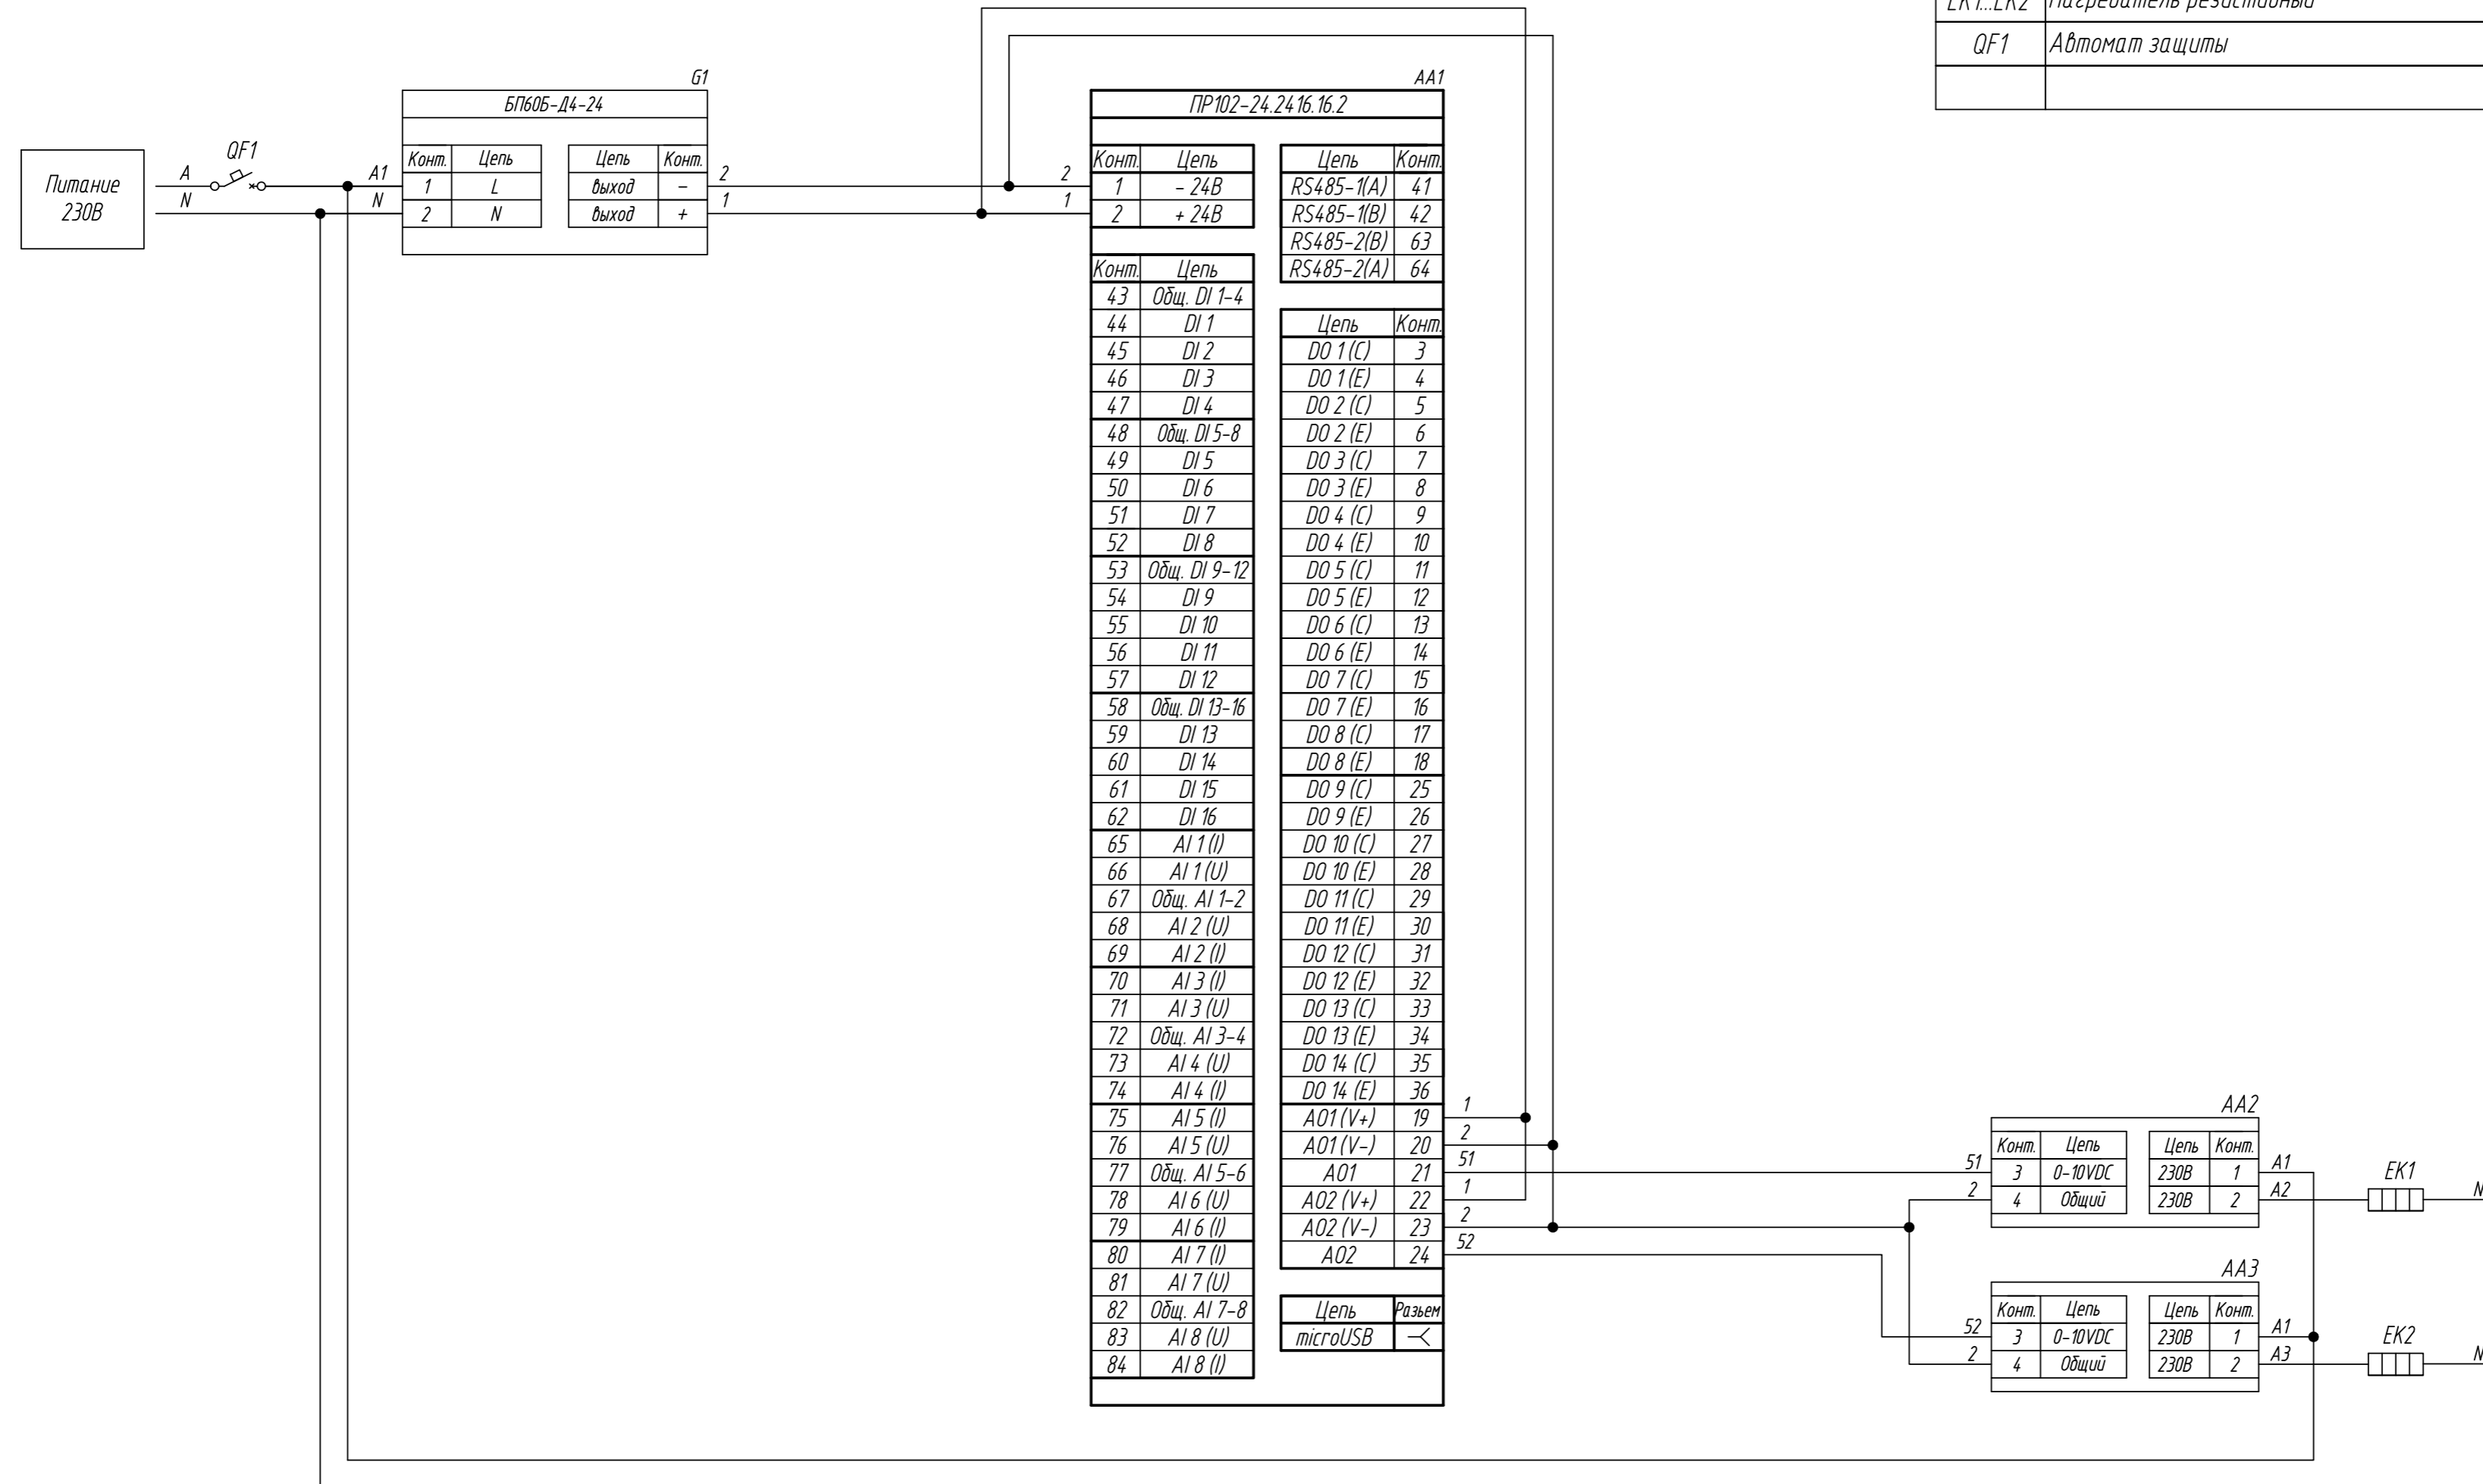 EK1...EK2 Нагреватель резистивный
QF1 Автомат защиты
G1
БП60Б-Д4-24
Конт. Цепь Цепь Конт.
1 L выход –
2 N выход +
Питание
230В
A QF1 A1
N N
2 2
1 1
AA1
ПР102-24.2416.16.2
Конт. Цепь Цепь Конт.
1 - 24В RS485-1(A) 41
2 + 24В RS485-1(B) 42
RS485-2(B) 63
Конт. Цепь RS485-2(A) 64
43 Общ. DI 1-4
44 DI 1 Цепь Конт.
45 DI 2 DO 1 (C) 3
46 DI 3 DO 1 (E) 4
47 DI 4 DO 2 (C) 5
48 Общ. DI 5-8 DO 2 (E) 6
49 DI 5 DO 3 (C) 7
50 DI 6 DO 3 (E) 8
51 DI 7 DO 4 (C) 9
52 DI 8 DO 4 (E) 10
53 Общ. DI 9-12 DO 5 (C) 11
54 DI 9 DO 5 (E) 12
55 DI 10 DO 6 (C) 13
56 DI 11 DO 6 (E) 14
57 DI 12 DO 7 (C) 15
58 Общ. DI 13-16 DO 7 (E) 16
59 DI 13 DO 8 (C) 17
60 DI 14 DO 8 (E) 18
61 DI 15 DO 9 (C) 25
62 DI 16 DO 9 (E) 26
65 AI 1 (I) DO 10 (C) 27
66 AI 1 (U) DO 10 (E) 28
67 Общ. AI 1-2 DO 11 (C) 29
68 AI 2 (U) DO 11 (E) 30
69 AI 2 (I) DO 12 (C) 31
70 AI 3 (I) DO 12 (E) 32
71 AI 3 (U) DO 13 (C) 33
72 Общ. AI 3-4 DO 13 (E) 34
73 AI 4 (U) DO 14 (C) 35
74 AI 4 (I) DO 14 (E) 36
75 AI 5 (I) AO1 (V+) 19 1
76 AI 5 (U) AO1 (V-) 20 2
77 Общ. AI 5-6 AO1 21 51
78 AI 6 (U) AO2 (V+) 22 1
79 AI 6 (I) AO2 (V-) 23 2
80 AI 7 (I) AO2 24 52
81 AI 7 (U)
82 Общ. AI 7-8 Цепь Разьем
83 AI 8 (U) microUSB
84 AI 8 (I)
AA2
Конт. Цепь Цепь Конт.
51 3 0-10VDC 230В 1 A1
2 4 Общий 230В 2 A2
EK1 N
AA3
Конт. Цепь Цепь Конт.
52 3 0-10VDC 230В 1 A1
2 4 Общий 230В 2 A3
EK2 N